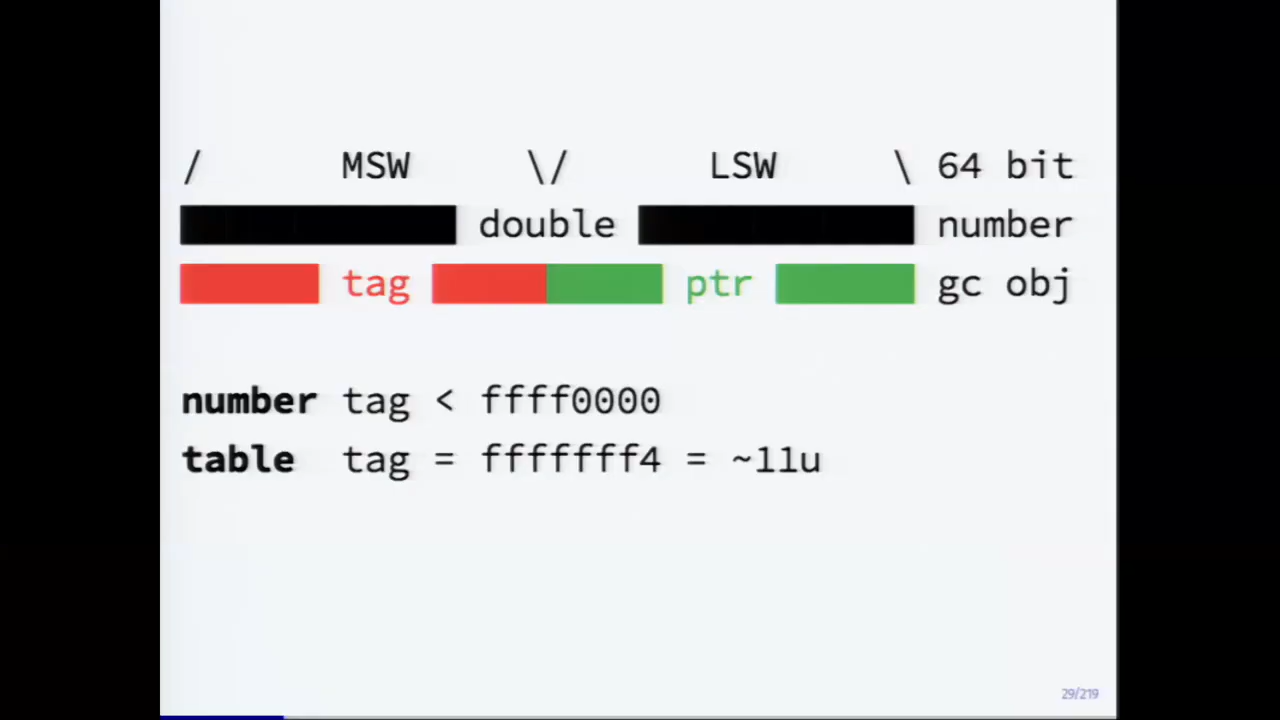 / MSW \/ LSW \ 64 bit
double number
tag ptr gc obj
number tag < ffff0000
table tag = fffffff4 = ~11u
29/219